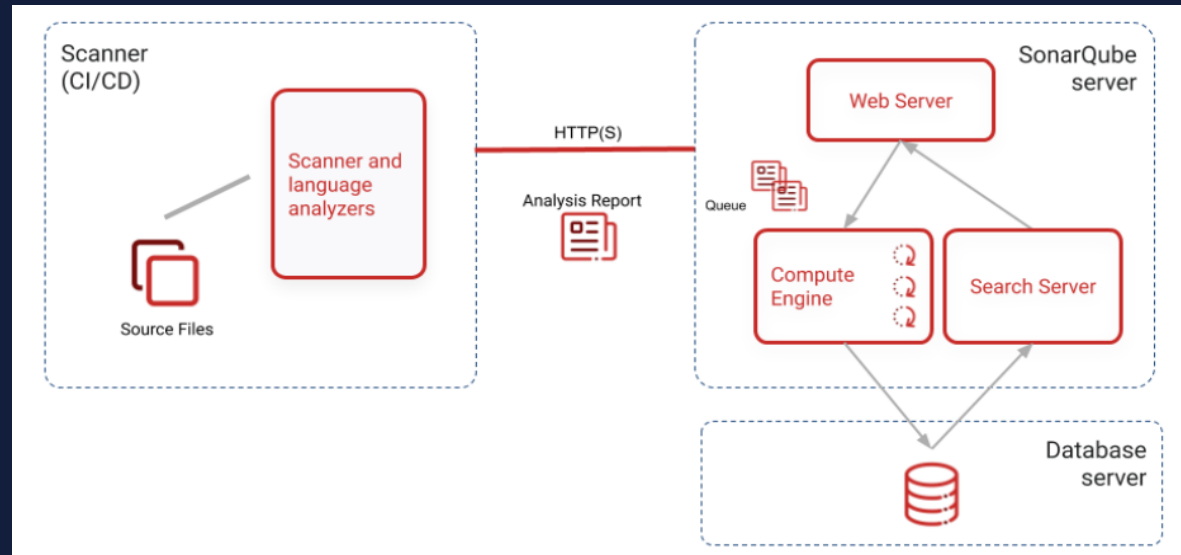 Scanner
(CI/CD)
Scanner and
language
analyzers
Source Files
HTTP(S)
Analysis Report
SonarQube
server
Web Server
Queue
Compute
Engine
Search Server
Database
server